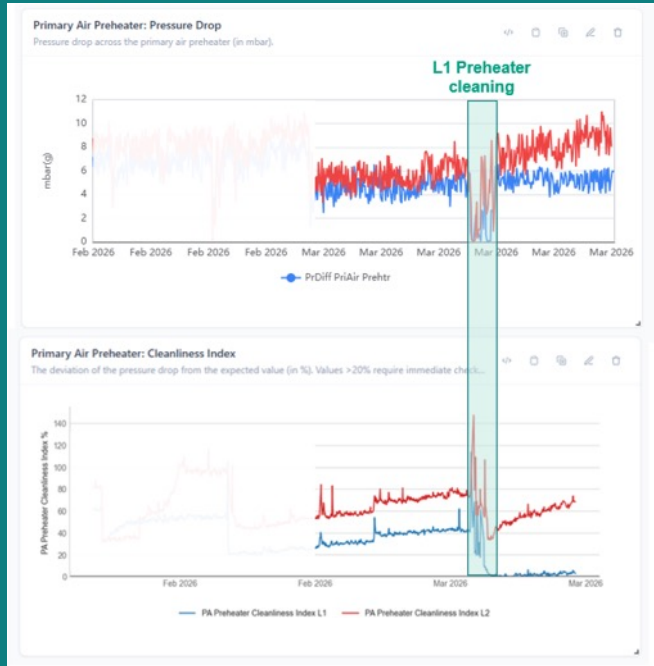 Primary Air Preheater: Pressure Drop
Pressure drop across the primary air preheater (in mbar).
L1 Preheater
cleaning
12
10
8
6
4
2
0
mbar(g)
Feb 2026 Feb 2026 Feb 2026 Feb 2026 Mar 2026 Mar 2026 Mar 2026 Mar 2026 Mar 2026 Mar 2026
PrDiff PriAir Prehtr
Primary Air Preheater: Cleanliness Index
The deviation of the pressure drop from the expected value (in %). Values >20% require immediate chec...
140
120
100
80
60
40
20
0
PA Preheater Cleanliness Index %
Feb 2026 Feb 2026 Mar 2026 Mar 2026
PA Preheater Cleanliness Index L1 PA Preheater Cleanliness Index L2